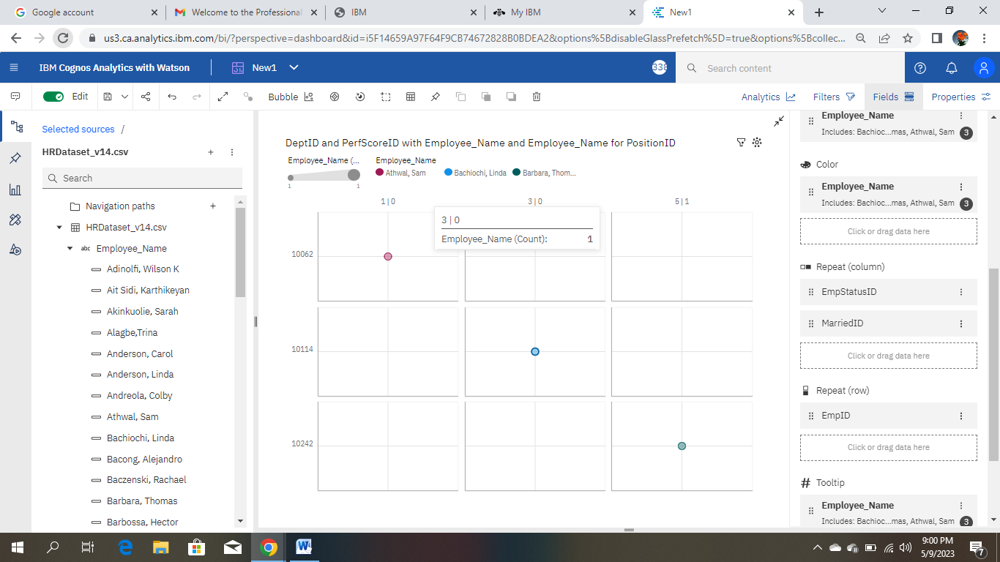 Google account
Welcome to the Professional
IBM
My IBM
New1
us3.ca.analytics.ibm.com/bi/?perspective=dashboard&id=i5F14659A97F64F9CB74672828B0BDEA2&options%5BdisableGlassPrefetch%5D=true&options%5Bcollec...
IBM Cognos Analytics with Watson
New1
338
Search content
Edit
Bubble
Analytics
Filters
Fields
Properties
Selected sources /
HRDataset_v14.csv
Search
Navigation paths
HRDataset_v14.csv
abc Employee_Name
Adinolfi, Wilson K
Ait Sidi, Karthikeyan
Akinkuolie, Sarah
Alagbe,Trina
Anderson, Carol
Anderson, Linda
Andreola, Colby
Athwal, Sam
Bachiochi, Linda
Bacong, Alejandro
Baczenski, Rachael
Barbara, Thomas
Barbossa, Hector
DeptID and PerfScoreID with Employee_Name and Employee_Name for PositionID
Employee_Name (...
1 1
Employee_Name
Athwal, Sam
Bachiochi, Linda
Barbara, Thom...
1 | 0
3 | 0
5 | 1
3 | 0
Employee_Name (Count): 1
10062
10114
10242
Employee_Name
Includes: Bachioc...mas, Athwal, Sam 3
Color
Employee_Name
Includes: Bachioc...mas, Athwal, Sam 3
Click or drag data here
Repeat (column)
EmpStatusID
MarriedID
Click or drag data here
Repeat (row)
EmpID
Click or drag data here
# Tooltip
Employee_Name
Includes: Bachioc...mas, Athwal, Sam 3
9:00 PM
5/9/2023
7